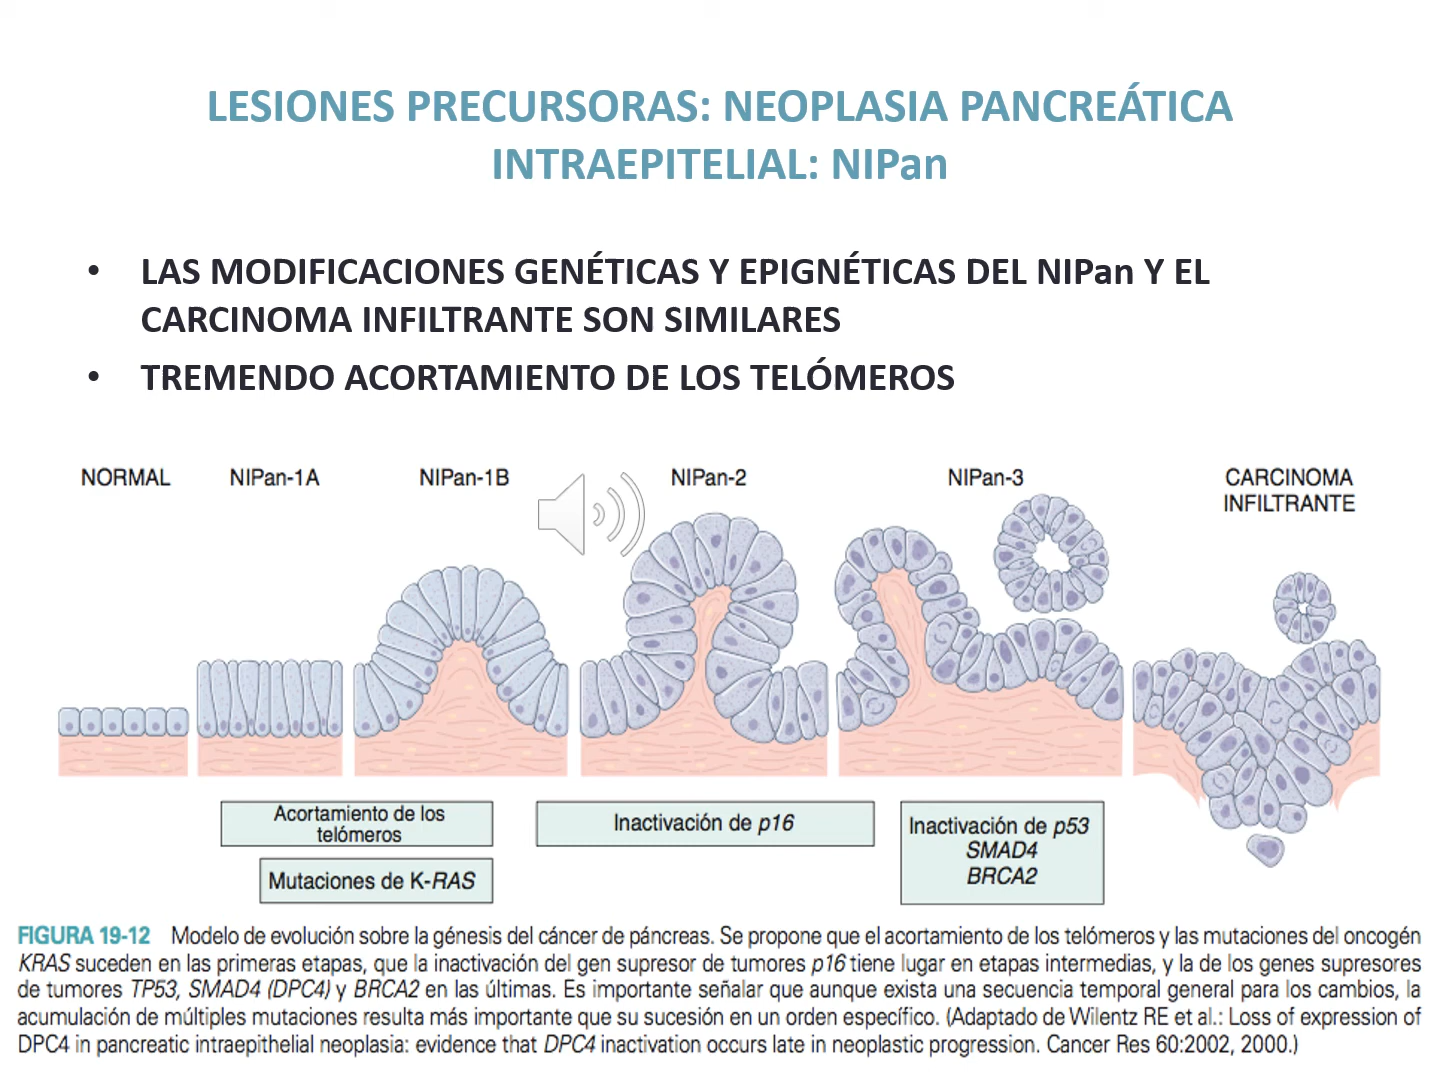 LESIONES PRECURSORAS: NEOPLASIA PANCREÁTICA
INTRAEPITELIAL: NIPan
• LAS MODIFICACIONES GENÉTICAS Y EPIGNÉTICAS DEL NIPan Y EL
CARCINOMA INFILTRANTE SON SIMILARES
• TREMENDO ACORTAMIENTO DE LOS TELÓMEROS
NORMAL
NIPan-1A
NIPan-1B
NIPan-2
NIPan-3
CARCINOMA
INFILTRANTE
Acortamiento de los
telómeros
Mutaciones de K-RAS
Inactivación de p16
Inactivación de p53
SMAD4
BRCA2
FIGURA 19-12 Modelo de evolución sobre la génesis del cáncer de páncreas. Se propone que el acortamiento de los telómeros y las mutaciones del oncogén
KRAS suceden en las primeras etapas, que la inactivación del gen supresor de tumores p16 tiene lugar en etapas intermedias, y la de los genes supresores
de tumores TP53, SMAD4 (DPC4) y BRCA2 en las últimas. Es importante señalar que aunque exista una secuencia temporal general para los cambios, la
acumulación de múltiples mutaciones resulta más importante que su sucesión en un orden específico. (Adaptado de Wilentz RE et al.: Loss of expression of
DPC4 in pancreatic intraepithelial neoplasia: evidence that DPC4 inactivation occurs late in neoplastic progression. Cancer Res 60:2002, 2000.)